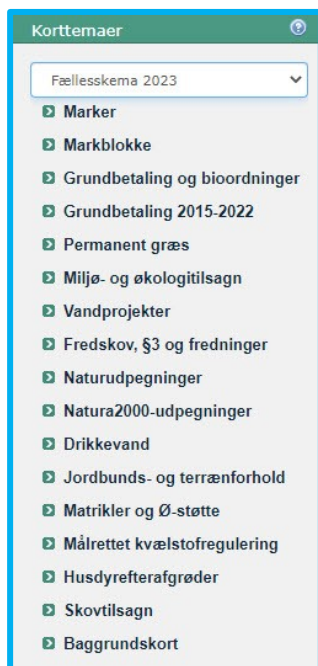 Korttemaer
Fællesskema 2023
Marker
Markblokke
Grundbetaling og bioordninger
Grundbetaling 2015-2022
Permanent græs
Miljø- og økologitilsagn
Vandprojekter
Fredskov, §3 og fredninger
Naturudpegninger
Natura2000-udpegninger
Drikkevand
Jordbunds- og terrænforhold
Matrikler og Ø-støtte
Målrettet kvælstofregulering
Husdyrefterafgrøder
Skovtilsagn
Baggrundskort